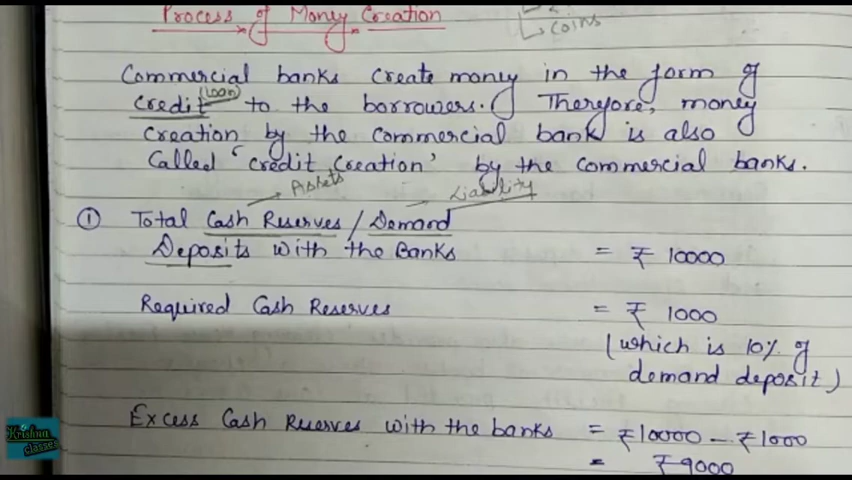 Process of Money Creation
coins
Commercial banks create money in the form of
(Loan)
credit to the borrowers. Therefore, money
creation by the commercial bank is also
called 'credit creation' by the commercial banks.
Assets
Liability
① Total Cash Reserves / Demand
Deposits with the Banks = ₹ 10000
Required Cash Reserves = ₹ 1000
(which is 10% of
demand deposit)
Excess Cash Reserves with the banks = ₹10000 - ₹1000
= ₹9000
Krishna
classes